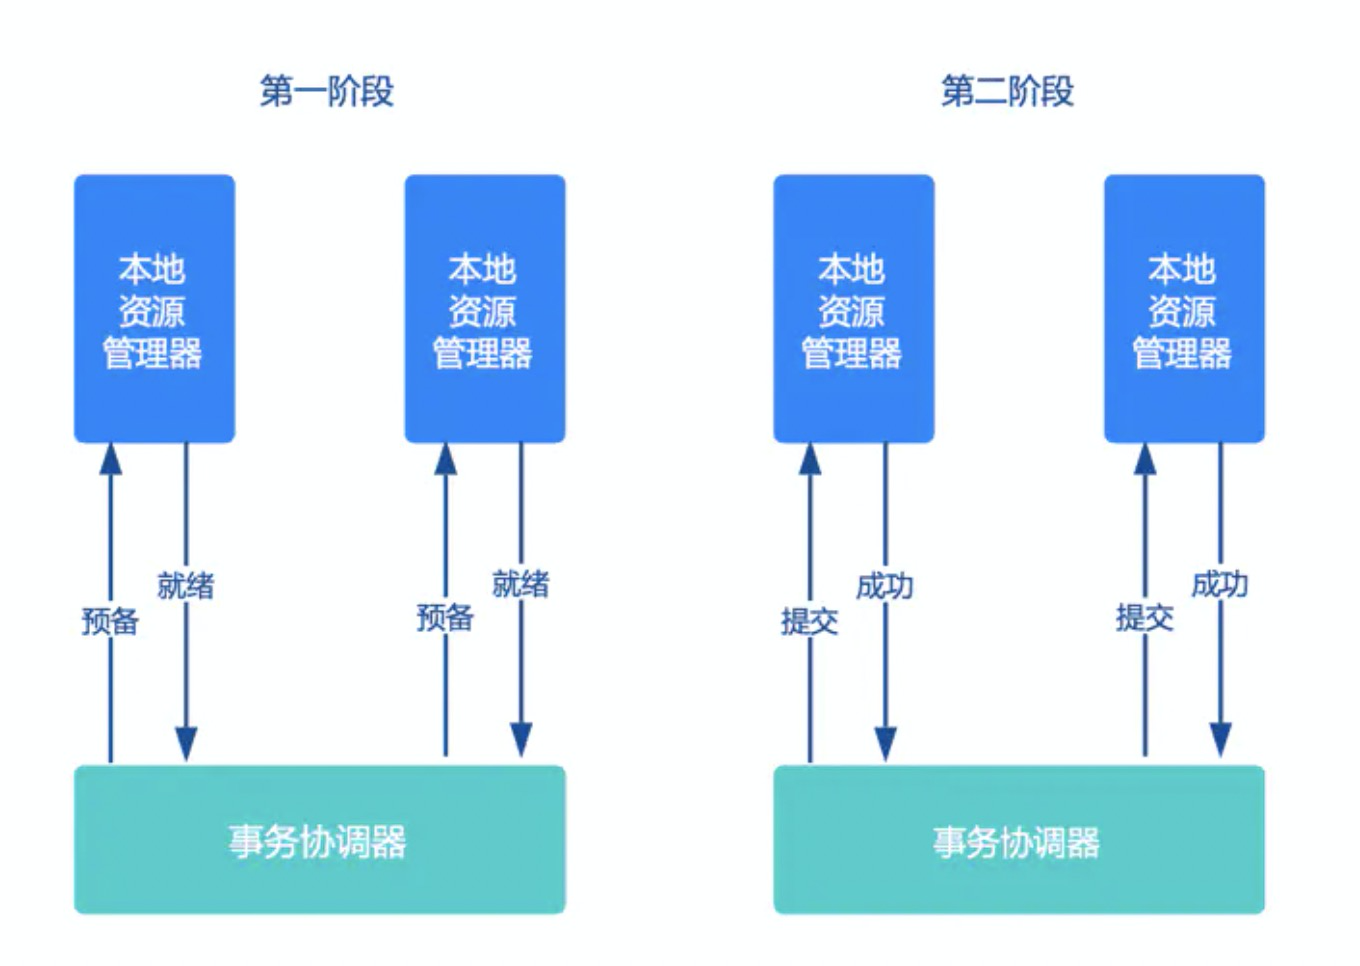 第一阶段
第二阶段
本地
资源
管理器
本地
资源
管理器
本地
资源
管理器
本地
资源
管理器
预备
就绪
预备
就绪
提交
成功
提交
成功
事务协调器
事务协调器